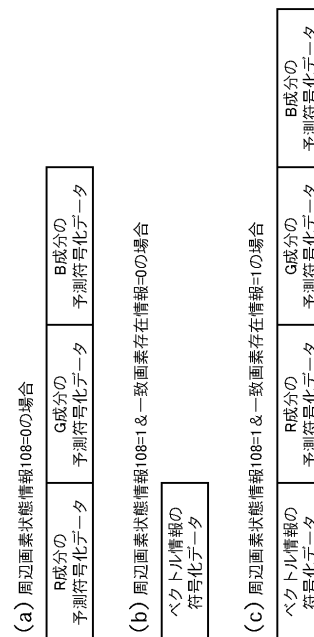 (a) 周辺画素状態情報108=0の場合
R成分の
予測符号化データ
G成分の
予測符号化データ
B成分の
予測符号化データ
(b) 周辺画素状態情報108=1&一致画素存在情報=0の場合
ベクトル情報の
符号化データ
(c) 周辺画素状態情報108=1&一致画素存在情報=1の場合
ベクトル情報の
符号化データ
R成分の
予測符号化データ
G成分の
予測符号化データ
B成分の
予測符号化データ